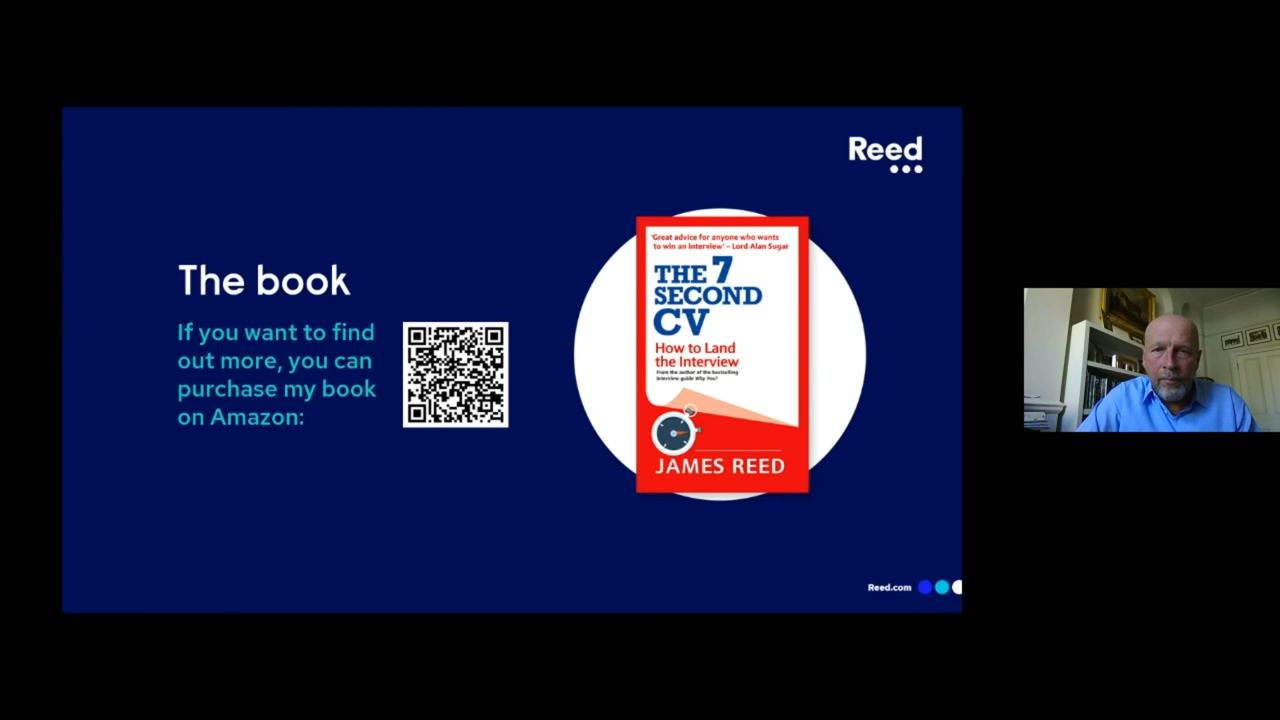 Reed
The book
If you want to find
out more, you can
purchase my book
on Amazon:
'Great advice for anyone who wants
to win an Interview' – Lord Alan Sugar
THE 7
SECOND
CV
How to Land
the Interview
From the author of the bestselling
interview guide Why You?
JAMES REED
Reed.com